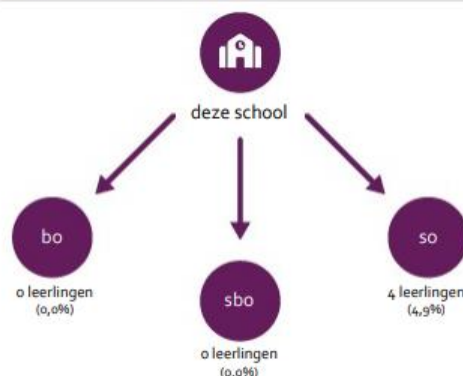 deze school
bo
0 leerlingen
(0,0%)
sbo
0 leerlingen
(0,0%)
so
4 leerlingen
(4,9%)